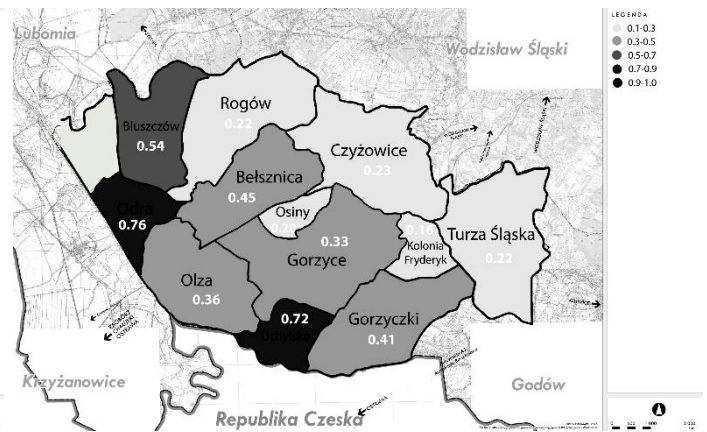 LEGENDA
0.1-0.3
0.3-0.5
0.5-0.7
0.7-0.9
0.9-1.0
Lubomia
Wodzisław Śląski
Rogów
0.22
Bluszczów
0.54
Czyżowice
0.23
Bełsznica
0.45
Odra
0.76
Osiny
0.20
0.33
Gorzyce
0.16
Kolonia
Fryderyk
Turza Śląska
0.22
Olza
0.36
0.72
Uchylsko
Gorzyczki
0.41
Krzyżanowice
Godów
Republika Czeska